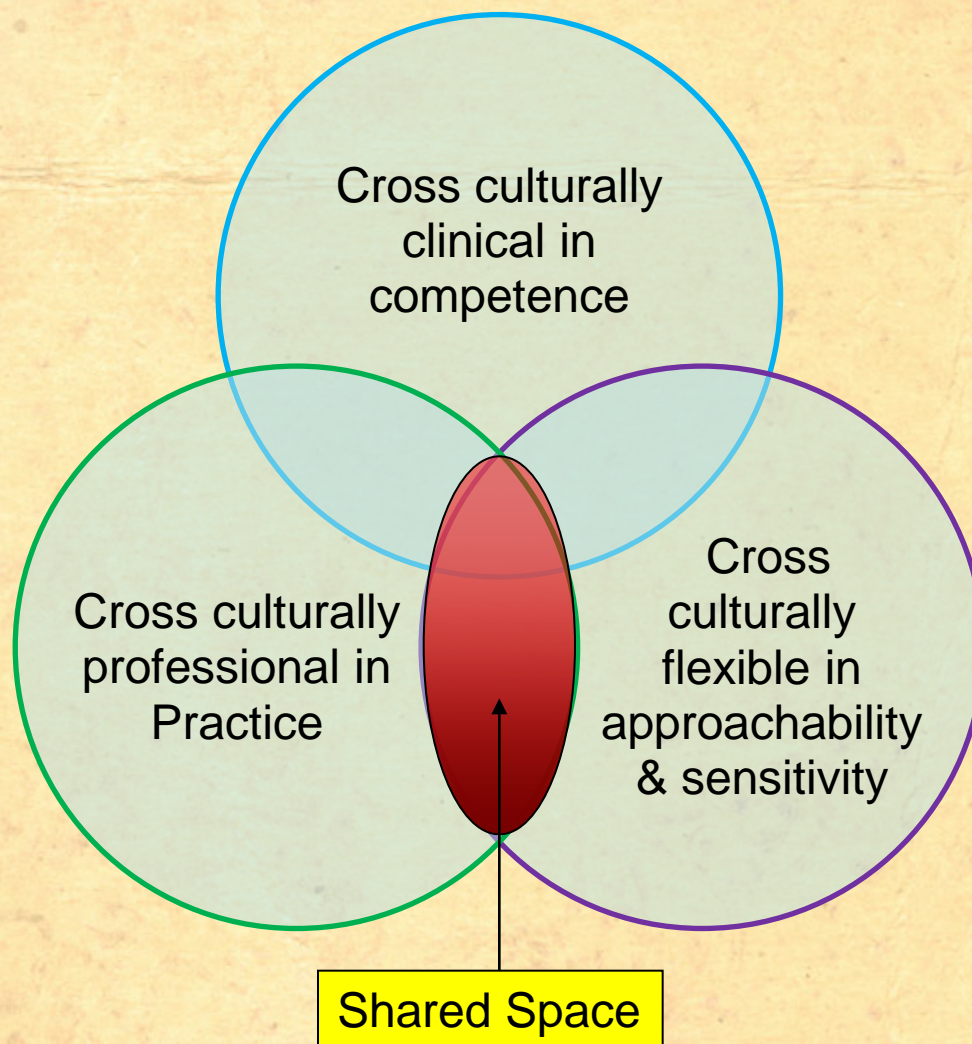 Cross culturally
clinical in
competence
Cross culturally
professional in
Practice
Cross
culturally
flexible in
approachability
& sensitivity
Shared Space